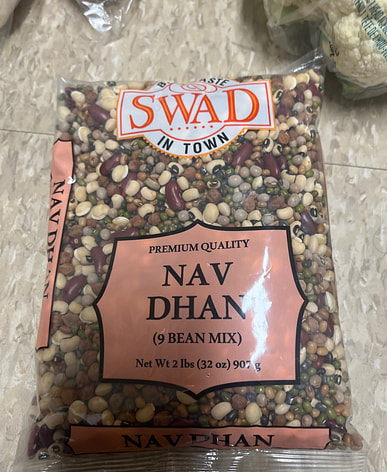 SWAD
IN TOWN
PREMIUM QUALITY
NAV
DHAN
(9 BEAN MIX)
Net Wt 2 lbs (32 oz) 907 g
NAV DHAN
NAV DHAN